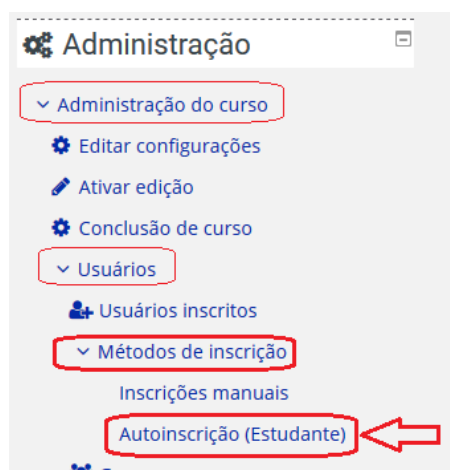 Administração
Administração do curso
Editar configurações
Ativar edição
Conclusão de curso
Usuários
Usuários inscritos
Métodos de inscrição
Inscrições manuais
Autoinscrição (Estudante)